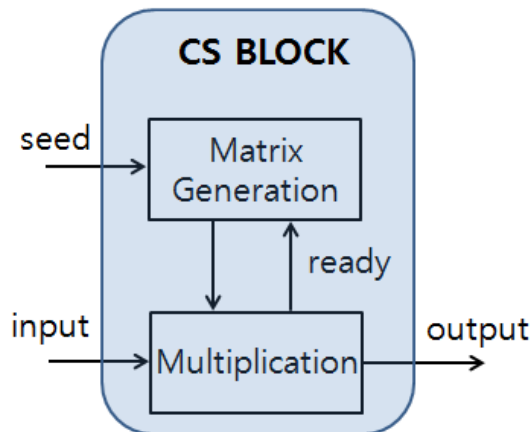 CS BLOCK
seed
Matrix
Generation
ready
input
Multiplication
output